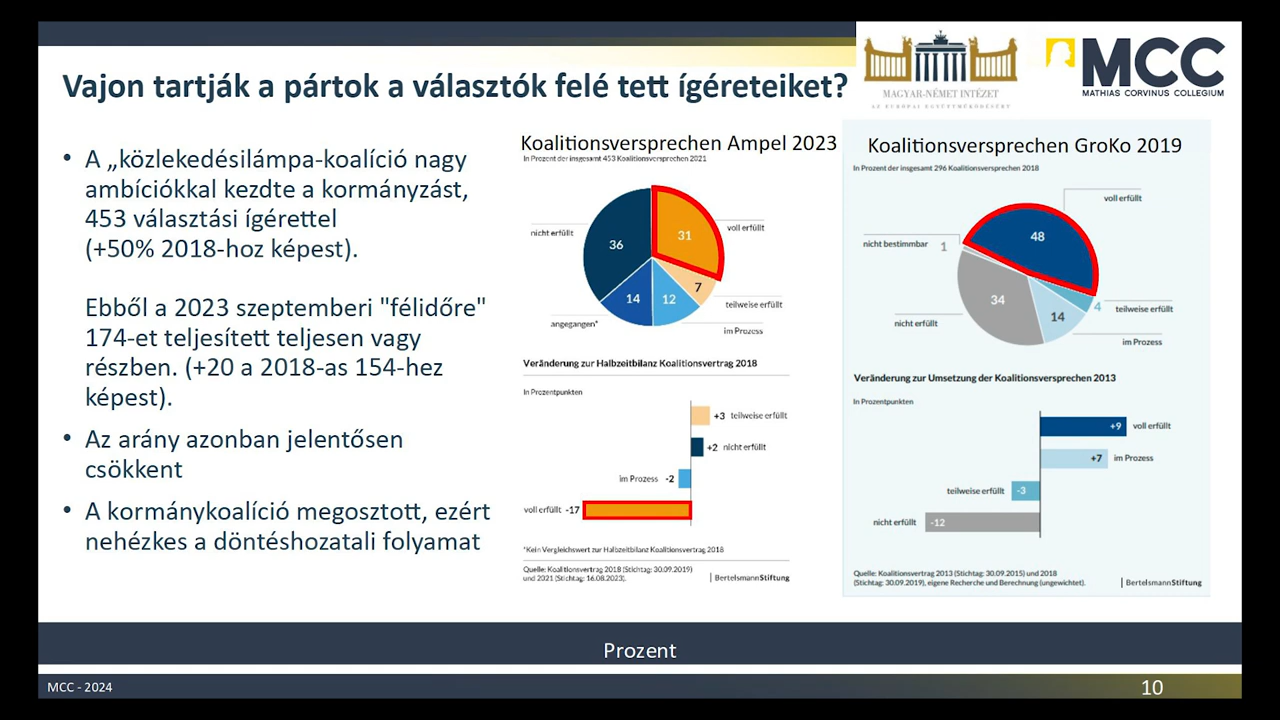 Vajon tartják a pártok a választók felé tett ígéreteiket?
MAGYAR-NÉMET INTÉZET
AZ EURÓPAI EGYÜTTMŰKÖDÉSÉRT
MCC
MATHIAS CORVINUS COLLEGIUM
• A „közlekedésilámpa-koalíció nagy
ambíciókkal kezdte a kormányzást,
453 választási ígérettel
(+50% 2018-hoz képest).
Ebből a 2023 szeptemberi "félidőre"
174-et teljesített teljesen vagy
részben. (+20 a 2018-as 154-hez
képest).
• Az arány azonban jelentősen
csökkent
• A kormánykoalíció megosztott, ezért
nehézkes a döntéshozatali folyamat
Koalitionsversprechen Ampel 2023
In Prozent der insgesamt 453 Koalitionsversprechen 2021
nicht erfüllt
36
31
voll erfüllt
7
teilweise erfüllt
14
12
angegangen*
im Prozess
Veränderung zur Halbzeitbilanz Koalitionsvertrag 2018
In Prozentpunkten
+3 teilweise erfüllt
+2 nicht erfüllt
im Prozess -2
voll erfüllt -17
*Kein Vergleichswert zur Halbzeitbilanz Koalitionsvertrag 2018
Quelle: Koalitionsvertrag 2018 (Stichtag: 30.09.2019)
und 2021 (Stichtag: 16.08.2023).
BertelsmannStiftung
Koalitionsversprechen GroKo 2019
In Prozent der insgesamt 296 Koalitionsversprechen 2018
voll erfüllt
48
nicht bestimmbar 1
34
14
4 teilweise erfüllt
nicht erfüllt
im Prozess
Veränderung zur Umsetzung der Koalitionsversprechen 2013
In Prozentpunkten
+9 voll erfüllt
+7 im Prozess
teilweise erfüllt -3
nicht erfüllt -12
Quelle: Koalitionsvertrag 2013 (Stichtag: 30.09.2015) und 2018
(Stichtag: 30.09.2019), eigene Recherche und Berechnung (ungewichtet).
BertelsmannStiftung
Prozent
MCC - 2024
10